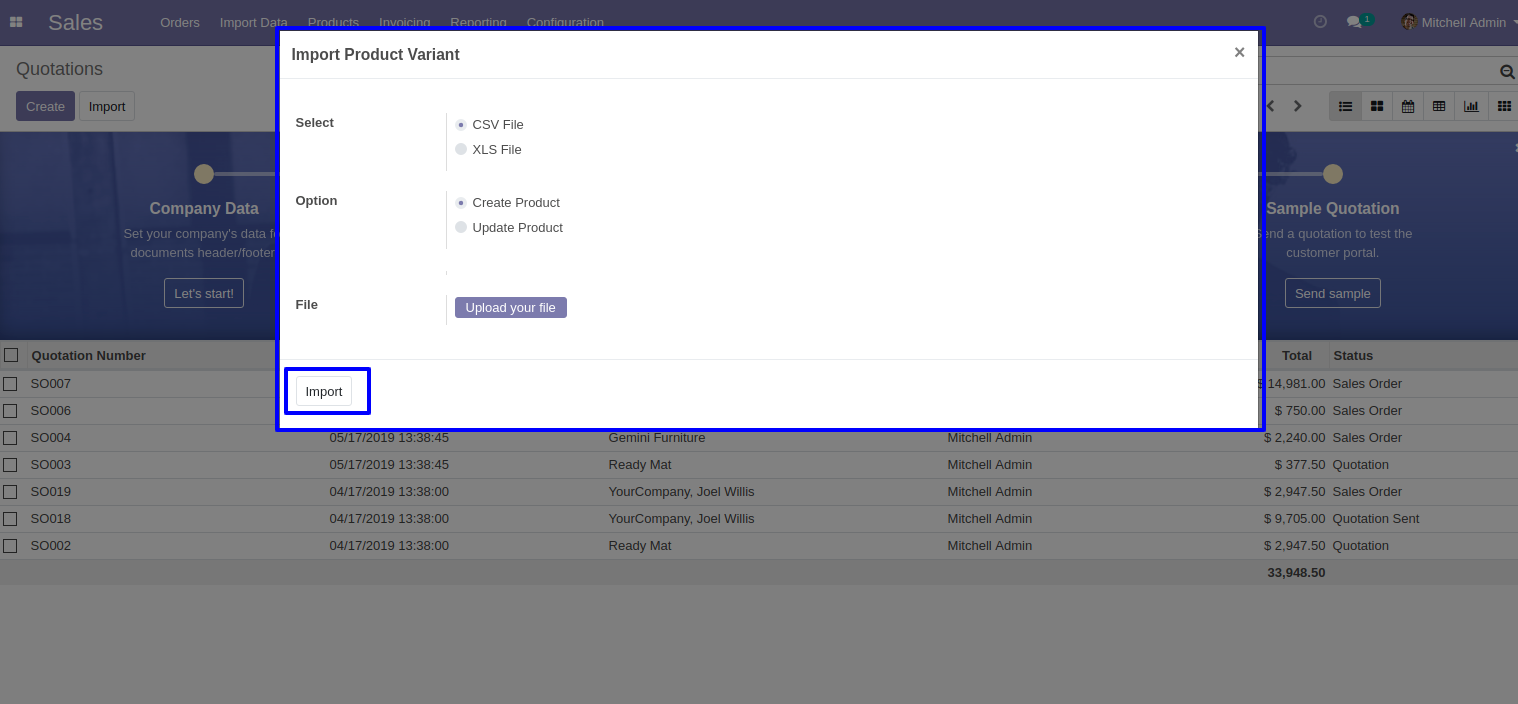 Sales Orders Import Data Products Invoicing Reporting Configuration 1 Mitchell Admin
Import Product Variant ×
Quotations
Create Import
Select CSV File
XLS File
Option Create Product
Update Product
File Upload your file
Import
Company Data
Set your company's data
documents header/footer
Let's start!
Sample Quotation
Send a quotation to test the
customer portal.
Send sample
Quotation Number Total Status
SO007 $ 14,981.00 Sales Order
SO006 $ 750.00 Sales Order
SO004 05/17/2019 13:38:45 Gemini Furniture Mitchell Admin $ 2,240.00 Sales Order
SO003 05/17/2019 13:38:45 Ready Mat Mitchell Admin $ 377.50 Quotation
SO019 04/17/2019 13:38:00 YourCompany, Joel Willis Mitchell Admin $ 2,947.50 Sales Order
SO018 04/17/2019 13:38:00 YourCompany, Joel Willis Mitchell Admin $ 9,705.00 Quotation Sent
SO002 04/17/2019 13:38:00 Ready Mat Mitchell Admin $ 2,947.50 Quotation
33,948.50